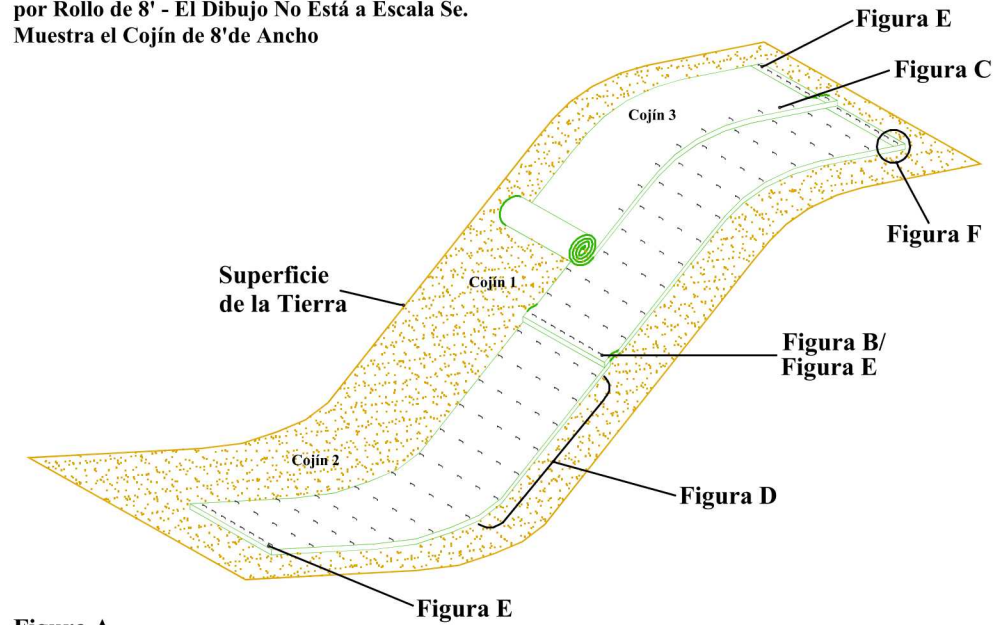 por Rollo de 8' - El Dibujo No Está a Escala Se.
Muestra el Cojín de 8'de Ancho
Figura E
Figura C
Cojín 3
Figura F
Superficie
de la Tierra
Cojín 1
Figura B/
Figura E
Cojín 2
Figura D
Figura E
Figura A